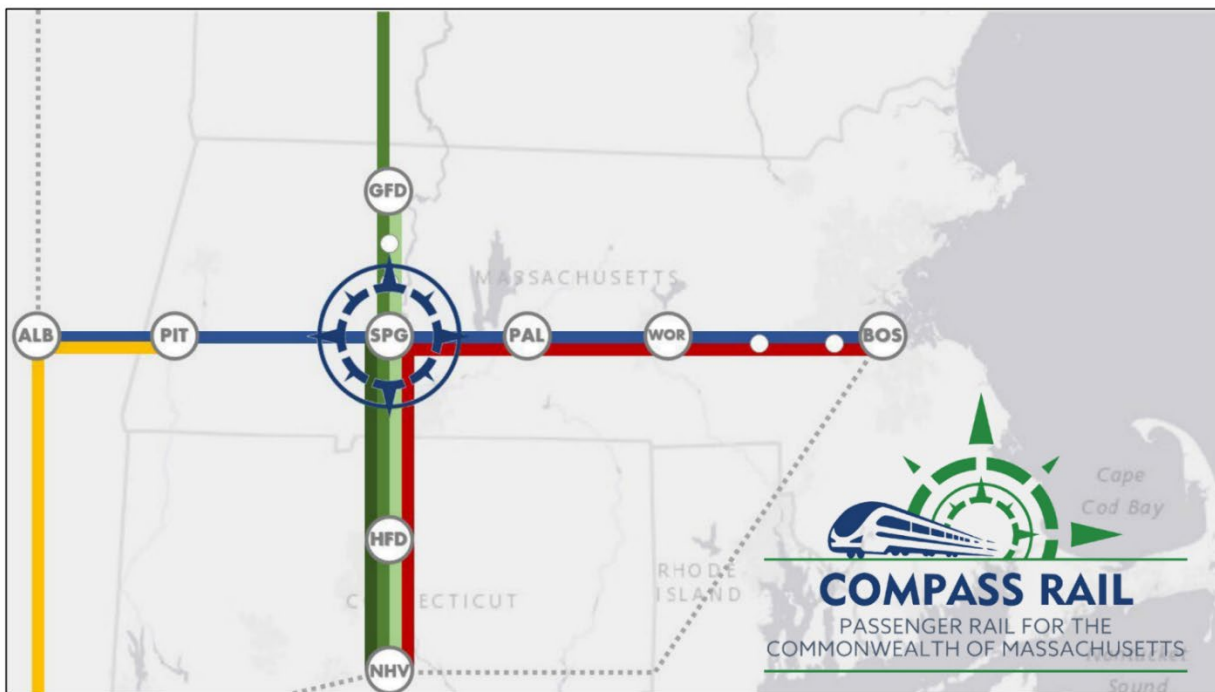 GFD
MASSACHUSETTS
ALB
PIT
SPG
PAL
WOR
BOS
Cape
Cod Bay
HFD
RHODE
ISLAND
COMPASS RAIL
PASSENGER RAIL FOR THE
COMMONWEALTH OF MASSACHUSETTS
NHV
Sound